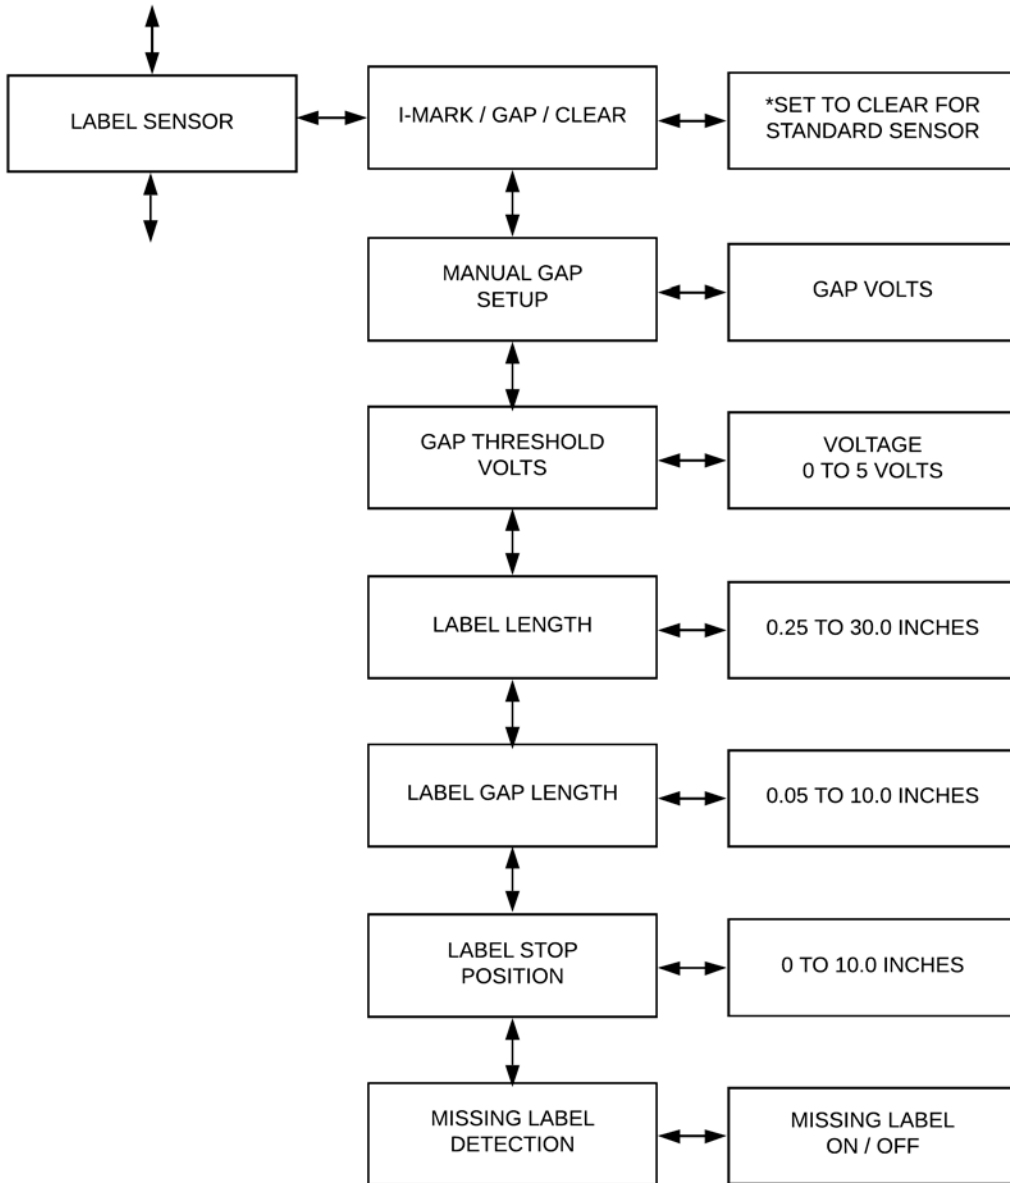 LABEL SENSOR
I-MARK / GAP / CLEAR
*SET TO CLEAR FOR
STANDARD SENSOR
MANUAL GAP
SETUP
GAP VOLTS
GAP THRESHOLD
VOLTS
VOLTAGE
0 TO 5 VOLTS
LABEL LENGTH
0.25 TO 30.0 INCHES
LABEL GAP LENGTH
0.05 TO 10.0 INCHES
LABEL STOP
POSITION
0 TO 10.0 INCHES
MISSING LABEL
DETECTION
MISSING LABEL
ON / OFF